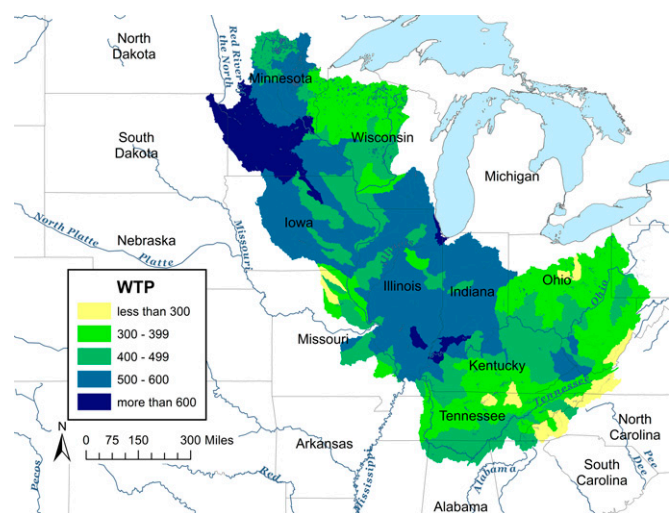 North
Dakota
Red River of
the North
Minnesota
South
Dakota
Wisconsin
Michigan
North Platte
Platte
Nebraska
Missouri
Iowa
Illinois
Indiana
Ohio
Ohio
Missouri
Kentucky
Tennessee
Tennessee
North
Carolina
South
Carolina
Pee
Dee
Arkansas
Mississippi
Alabama
Alabama
Red
Pecos
WTP
less than 300
300 - 399
400 - 499
500 - 600
more than 600
N
0 75 150 300 Miles